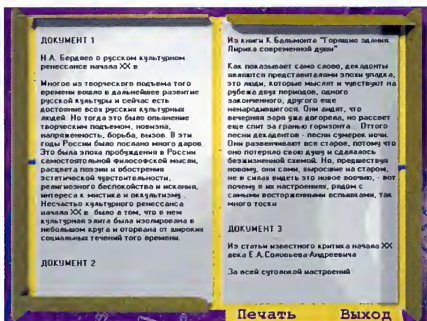 ДОКУМЕНТ 1
Н.А. Бердяев о русском культурном
ренессансе начала XX в
Многое из творческого подъема того
времени вошло в дальнейшее развитие
русской культуры и сейчас есть
достояние всех русских культурных
людей. Но тогда это было опьянение
творческим подъемом, новизна,
напряженность, борьба, вызов. В эти
годы России было послано много даров.
Это была эпоха пробуждения в России
самостоятельной философской мысли,
расцвета поэзии и обострения
эстетической чувствительности,
религиозного беспокойства и искания,
интереса к мистике и оккультизму..
Несчастье культурного ренессанса
начала XX в. было в том, что в нем
культурная элита была изолирована в
небольшом круге и оторвана от широких
социальных течений того времени.
ДОКУМЕНТ 2
Из книги К.Бальмонта "Горящие здания.
Лирика современной души"
Как показывает само слово, декаденты
являются представителями эпохи упадка,
это люди, которые мыслят и чувствуют на
рубеже двух периодов, одного
законченного, другого еще
ненародившегося. Они видят, что
вечерняя заря уже догорела, но рассвет
еще спит за гранью горизонта... Оттого
песни декадентов - песни сумерок ночи.
Они развенчивают все старое, потому что
оно потеряло свою душу и сделалось
безжизненной схемой. Но, предчувствуя
новому, они сами, выросшие на старом,
не в силах видеть это новое воочию, - вот
почему в их настроениях, рядом с
самыми восторженными вспышками, так
много тоски
ДОКУМЕНТ 3
Из статьи известного критика начала XX
века Е.А.Соловьева-Андреевича
За всей сутолокой настроений
Печать Выход